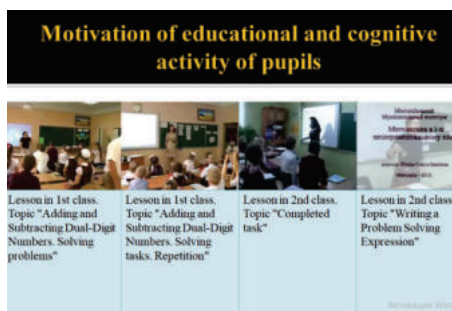 Motivation of educational and cognitive
activity of pupils
Lesson in 1st class.
Topic "Adding and
Subtracting Dual-Digit
Numbers. Solving
problems"
Lesson in 1st class.
Topic "Adding and
Subtracting Dual-Digit
Numbers. Solving
tasks. Repetition"
Lesson in 2nd class.
Topic "Completed
task"
Lesson in 2nd class
Topic "Writing a
Problem Solving
Expression"